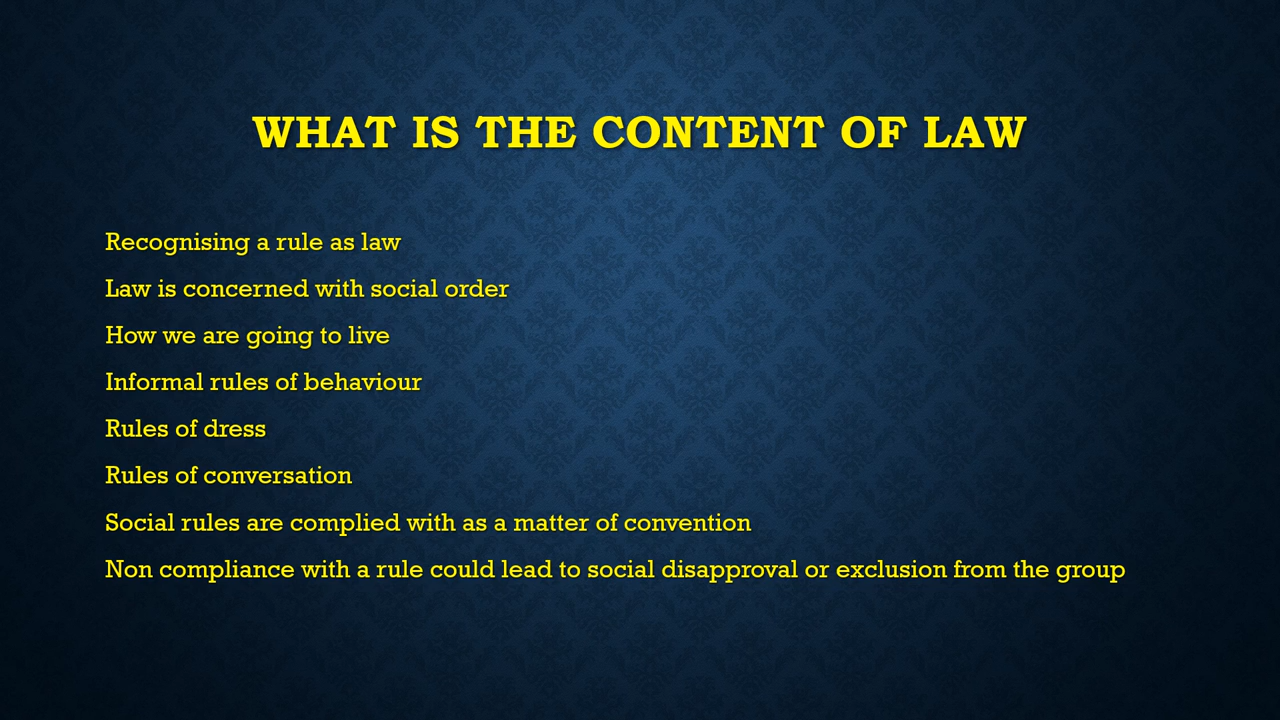 WHAT IS THE CONTENT OF LAW
Recognising a rule as law
Law is concerned with social order
How we are going to live
Informal rules of behaviour
Rules of dress
Rules of conversation
Social rules are complied with as a matter of convention
Non compliance with a rule could lead to social disapproval or exclusion from the group